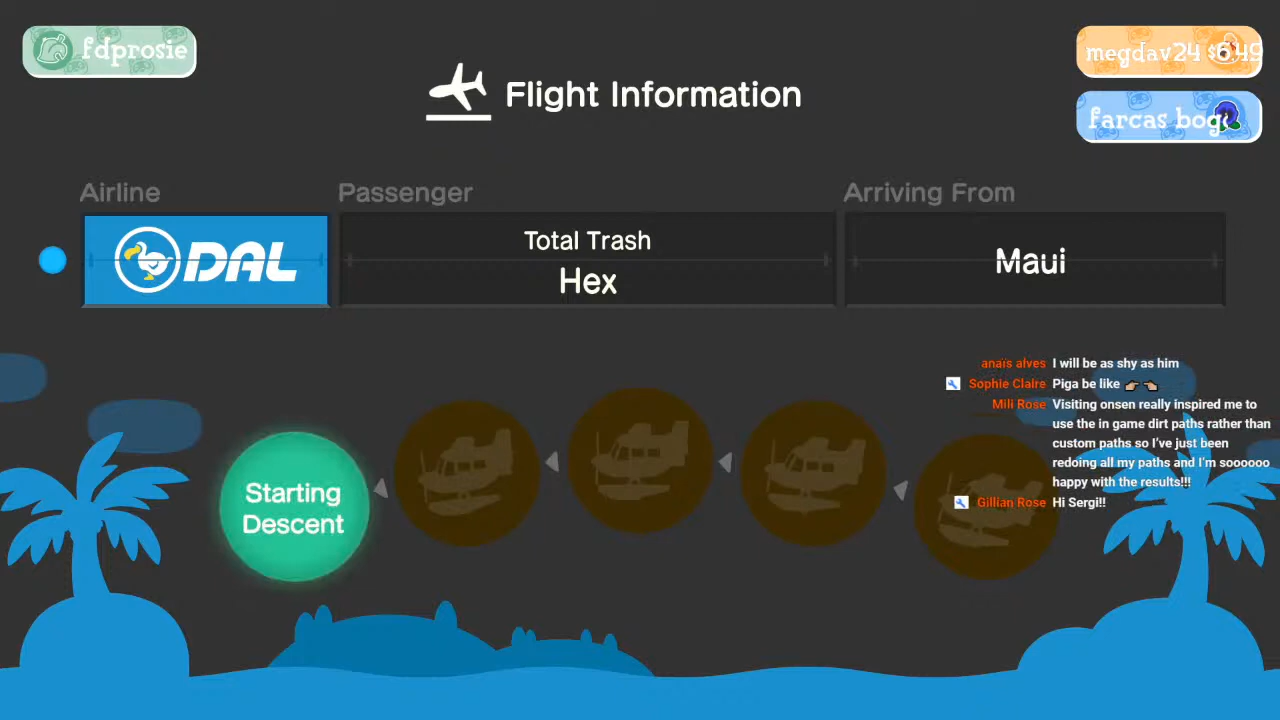 fdprosie
megdav24 $6.49
farcas bog
Flight Information
Airline
Passenger
Arriving From
DAL
Total Trash
Hex
Maui
anaïs alves I will be as shy as him
Sophie Claire Piga be like
Mili Rose Visiting onsen really inspired me to
use the in game dirt paths rather than
custom paths so I've just been
redoing all my paths and I'm soooooo
happy with the results!!!
Gillian Rose Hi Sergi!!
Starting
Descent